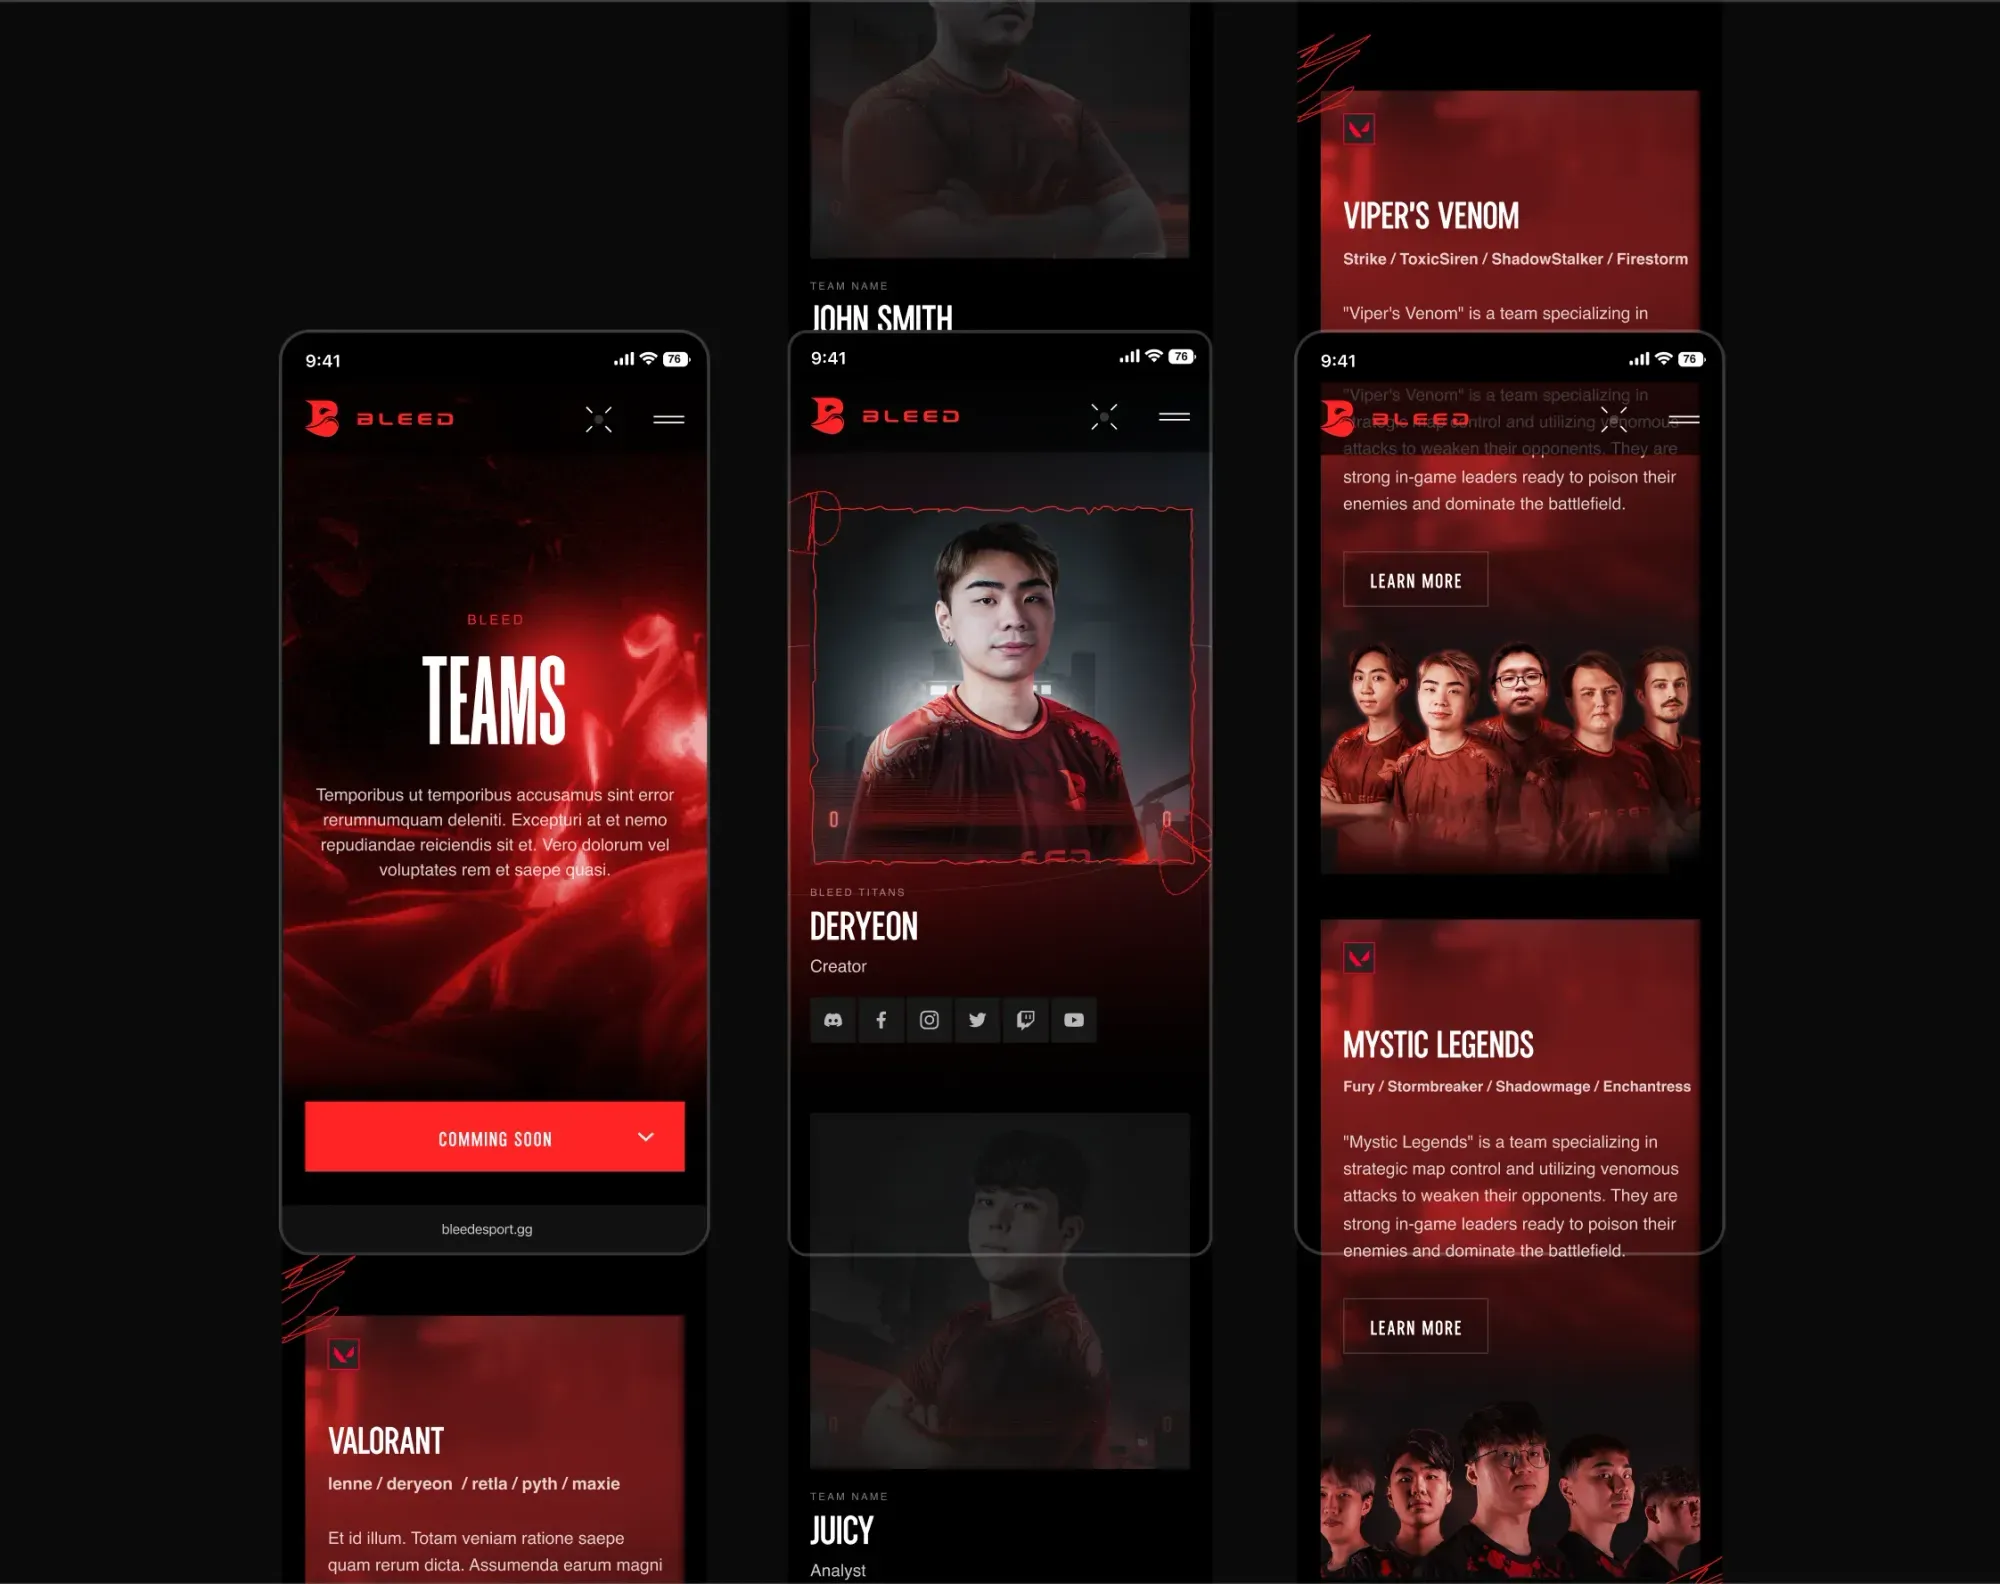 9:41
76
BLEED
BLEED
TEAMS
Temporibus ut temporibus accusamus sint error
rerumnumquam deleniti. Excepturi at et nemo
repudiandae reiciendis sit et. Vero dolorum vel
voluptates rem et saepe quasi.
COMMING SOON
bleedesport.gg
VALORANT
lenne / deryeon / retla / pyth / maxie
Et id illum. Totam veniam ratione saepe
quam rerum dicta. Assumenda earum magni
TEAM NAME
JOHN SMITH
9:41
76
BLEED
0 0
BLEED TITANS
DERYEON
Creator
0 0
TEAM NAME
JUICY
Analyst
VIPER'S VENOM
Strike / ToxicSiren / ShadowStalker / Firestorm
"Viper's Venom" is a team specializing in
9:41
76
"Viper's Venom" is a team specializing in
BLEED
strategic map control and utilizing venomous
attacks to weaken their opponents. They are
strong in-game leaders ready to poison their
enemies and dominate the battlefield.
LEARN MORE
BLEED
MYSTIC LEGENDS
Fury / Stormbreaker / Shadowmage / Enchantress
"Mystic Legends" is a team specializing in
strategic map control and utilizing venomous
attacks to weaken their opponents. They are
strong in-game leaders ready to poison their
enemies and dominate the battlefield.
LEARN MORE